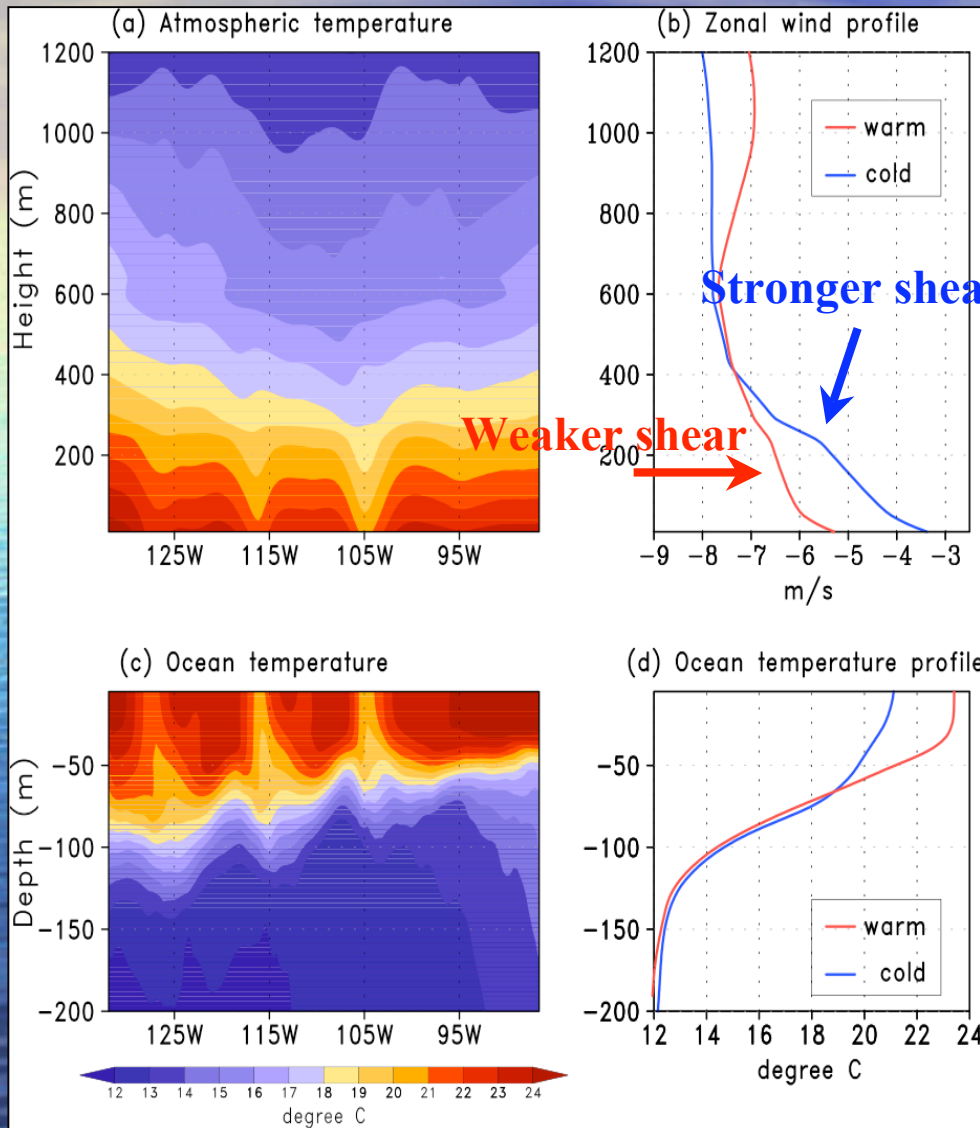 (a) Atmospheric temperature
1200
1000
800
600
400
200
Height (m)
125W 115W 105W 95W
(b) Zonal wind profile
1200
1000
800
600
400
200
warm
cold
Stronger shea
Weaker shear
-9 -8 -7 -6 -5 -4 -3
m/s
(c) Ocean temperature
-50
-100
-150
-200
Depth (m)
125W 115W 105W 95W
12 13 14 15 16 17 18 19 20 21 22 23 24
degree C
(d) Ocean temperature profile
-50
-100
-150
-200
warm
cold
12 14 16 18 20 22 24
degree C